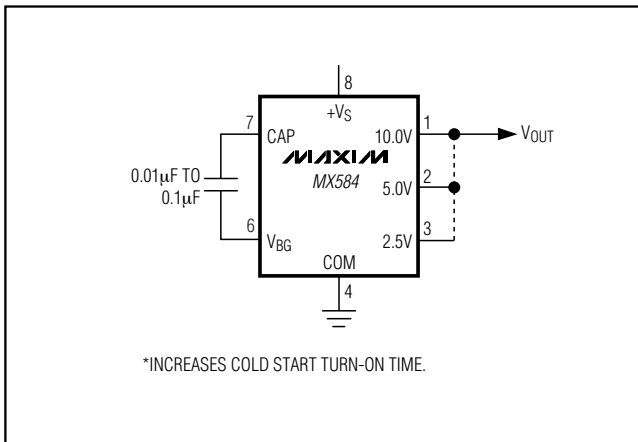 8
+VS
7
CAP
10.0V
1
VOUT
MAXIM
MX584
0.01µF TO
0.1µF
5.0V
2
6
VBG
2.5V
3
COM
4
*INCREASES COLD START TURN-ON TIME.